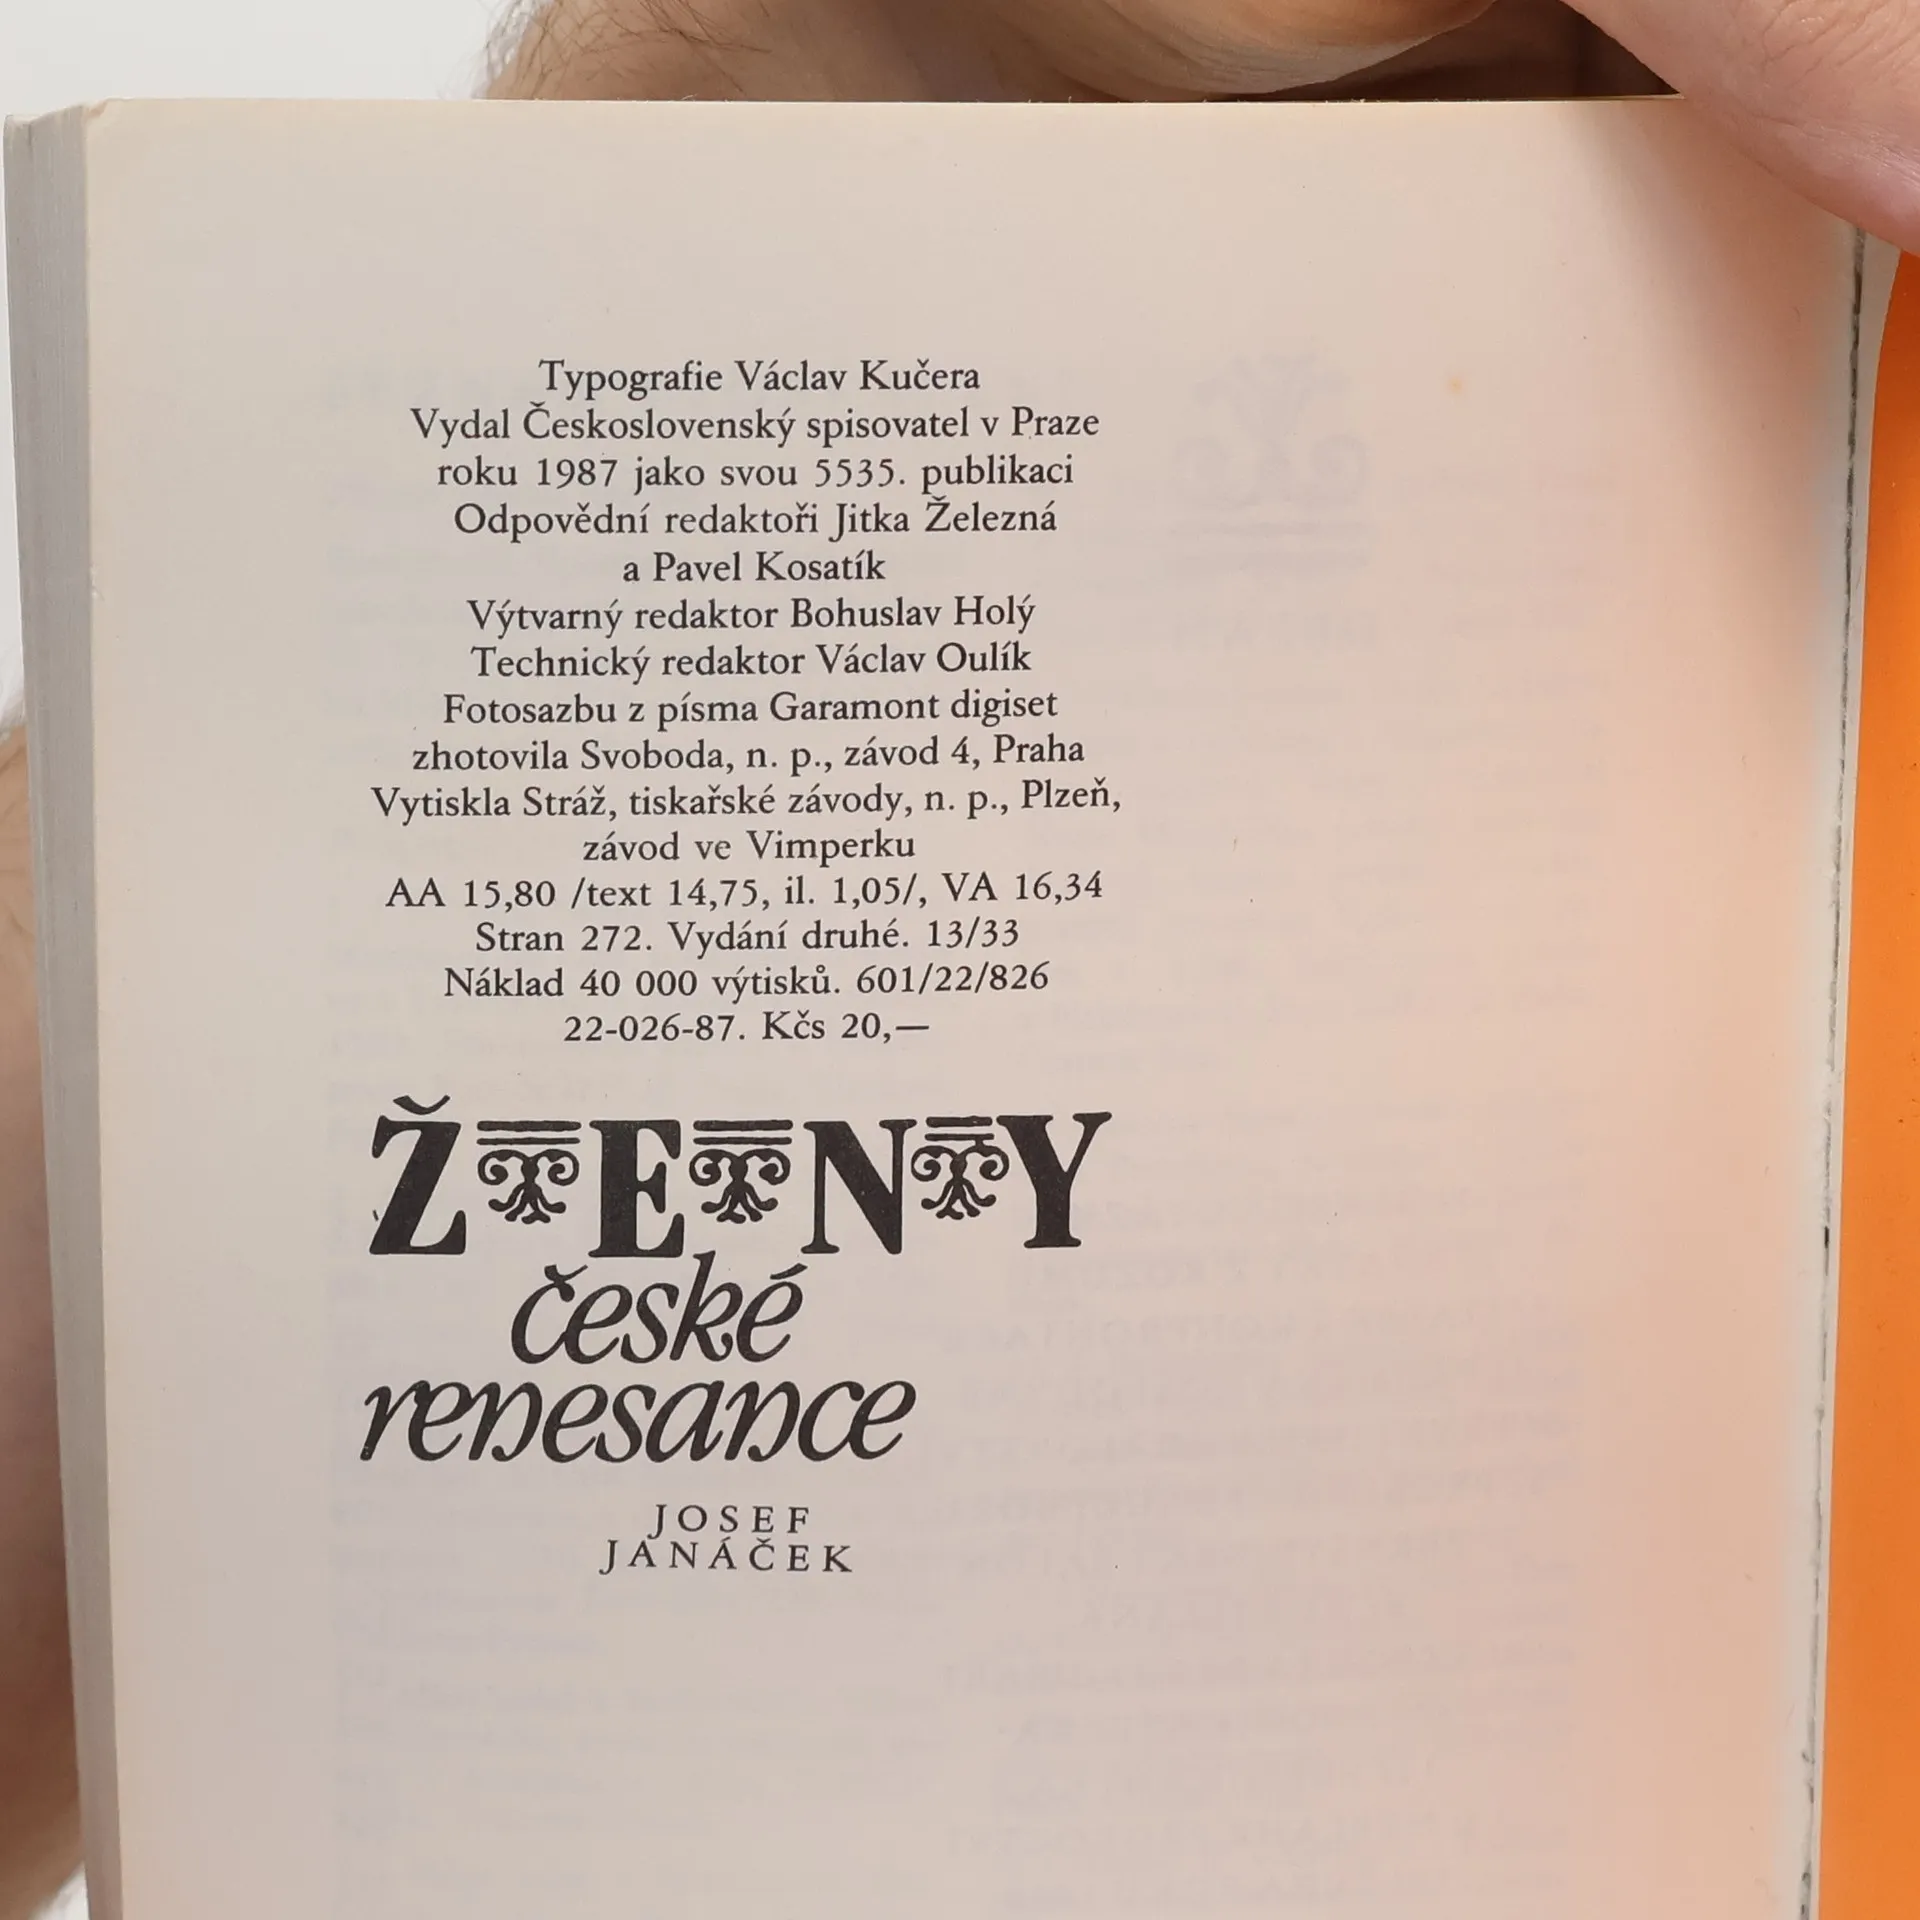 Typografie Václav Kučera
Vydal Československý spisovatel v Praze
roku 1987 jako svou 5535. publikaci
Odpovědní redaktoři Jitka Železná
a Pavel Kosatík
Výtvarný redaktor Bohuslav Holý
Technický redaktor Václav Oulík
Fotosazbu z písma Garamont digiset
zhotovila Svoboda, n. p., závod 4, Praha
Vytiskla Stráž, tiskařské závody, n. p., Plzeň,
závod ve Vimperku
AA 15,80 /text 14,75, il. 1,05/, VA 16,34
Stran 272. Vydání druhé. 13/33
Náklad 40 000 výtisků. 601/22/826
22-026-87. Kčs 20,—
ŽENY
české
renesance
JOSEF
JANÁČEK